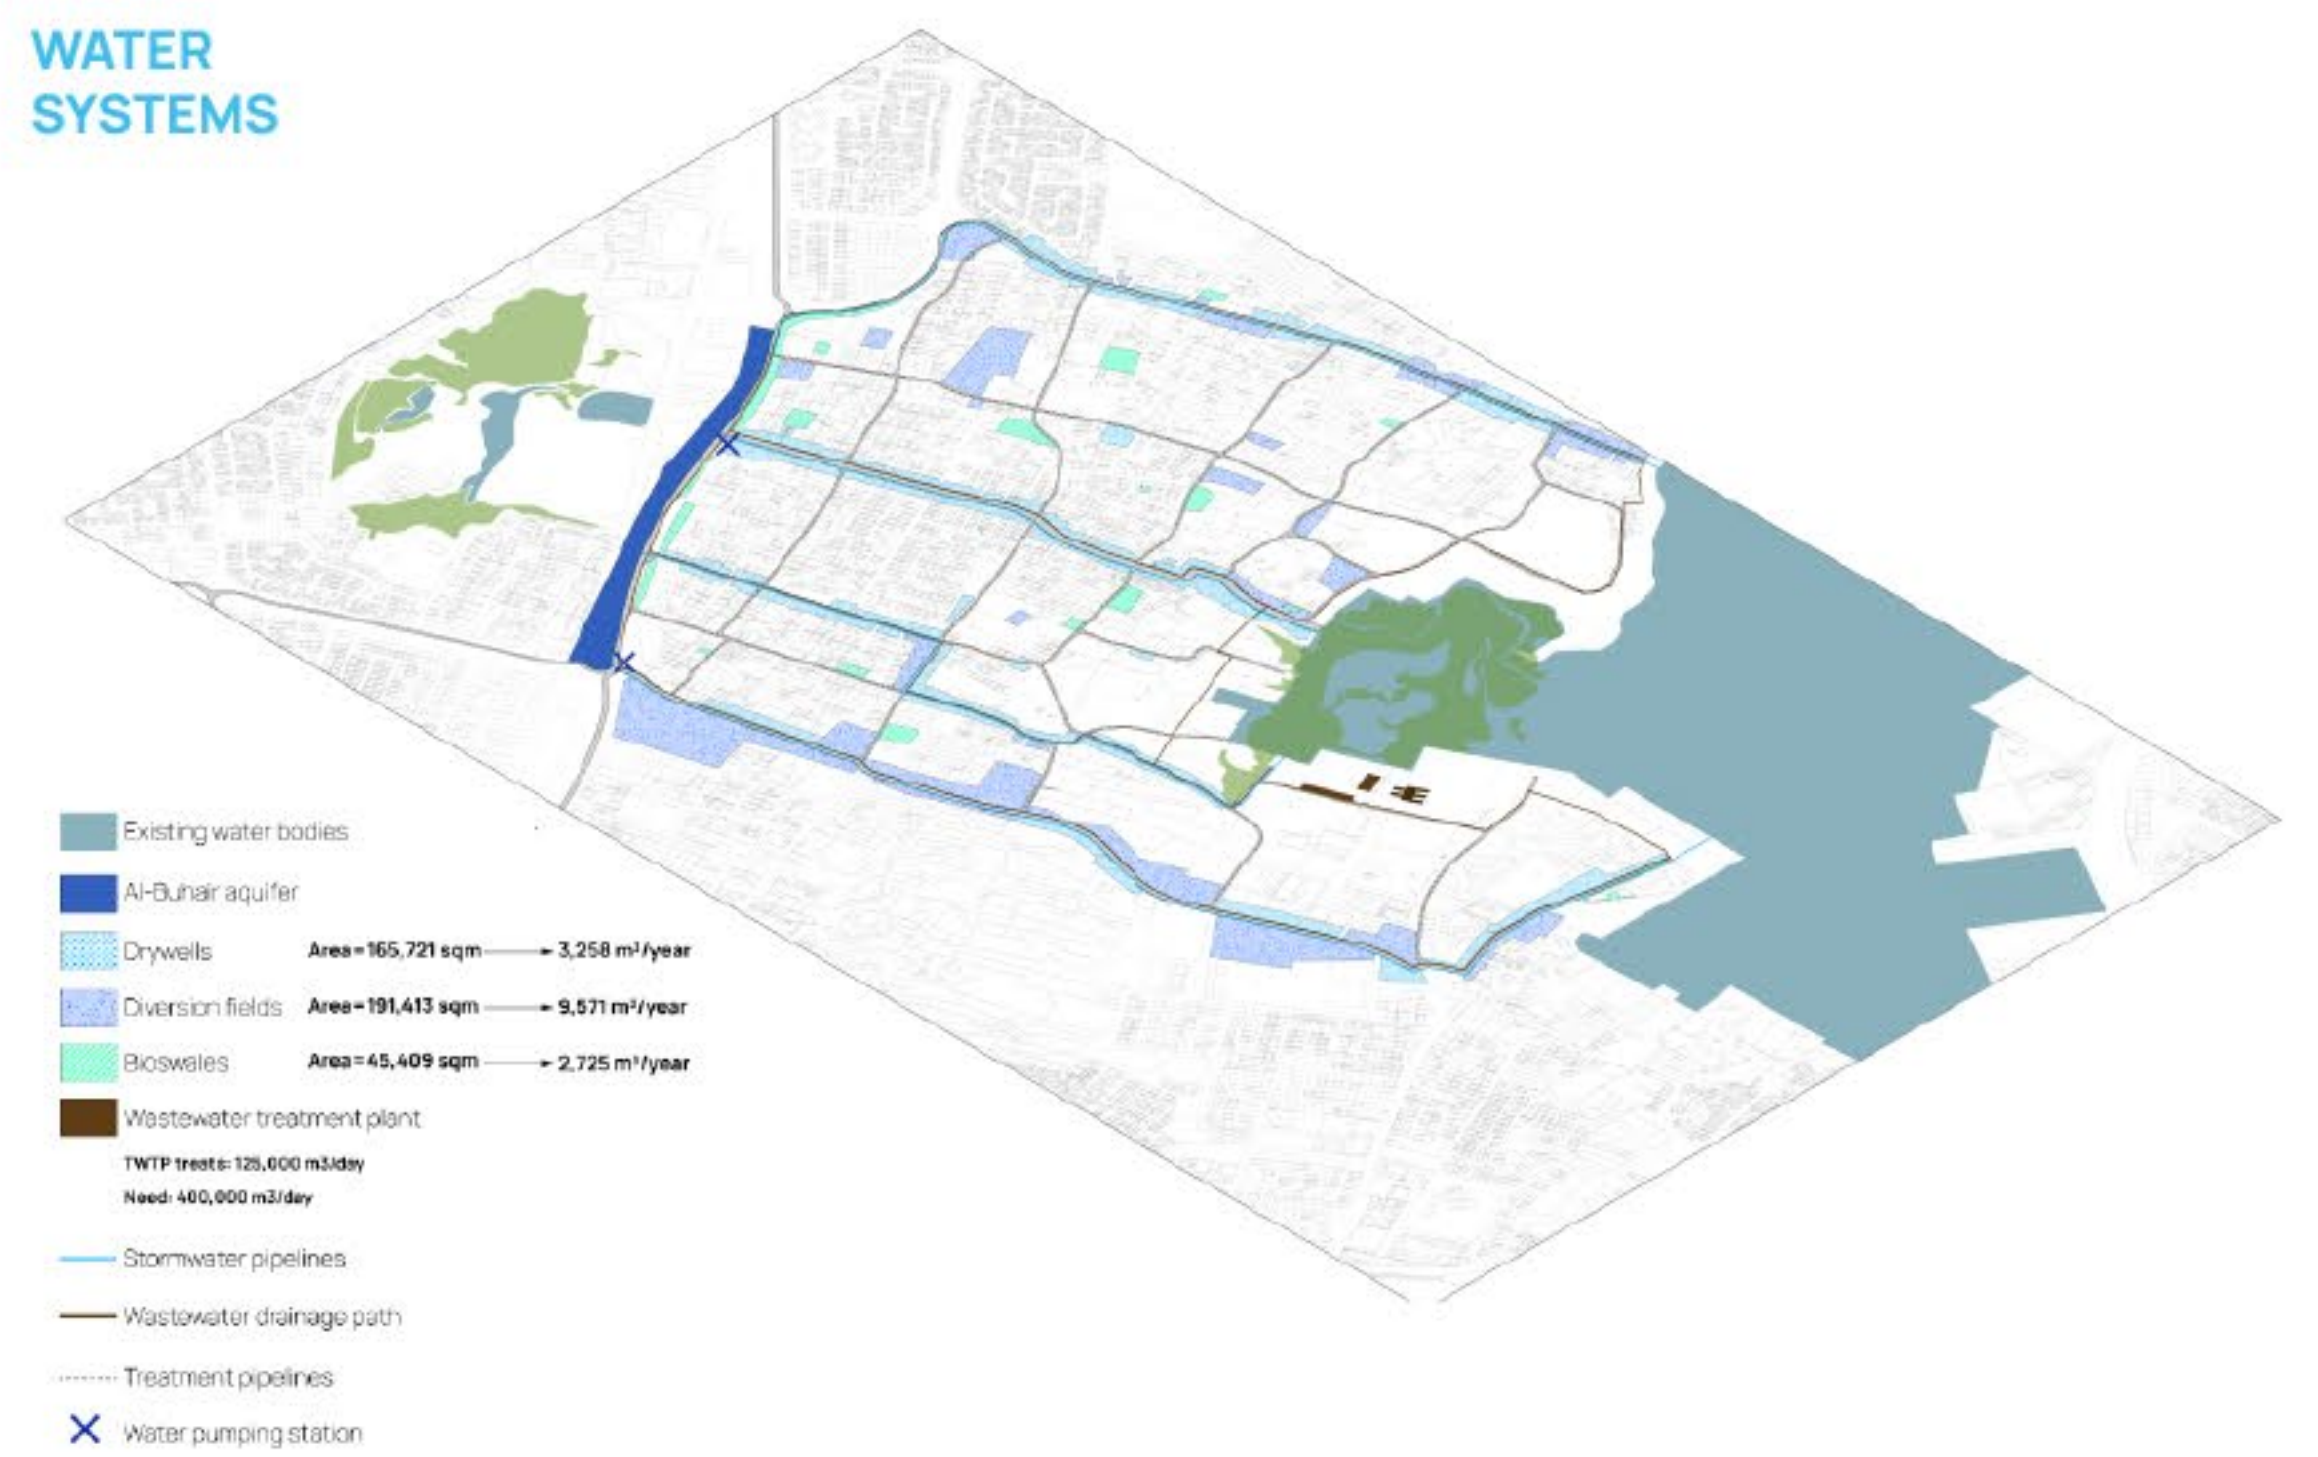 WATER
SYSTEMS
Existing water bodies
Al-Buhair aquifer
Drywells Area=165,721 sqm 3,258 m³/year
Diversion fields Area=191,413 sqm 9,571 m³/year
Bioswales Area=45,409 sqm 2,725 m³/year
Wastewater treatment plant
TWTP treats: 125,000 m3/day
Need: 400,000 m3/day
Stormwater pipelines
Wastewater drainage path
Treatment pipelines
Water pumping station